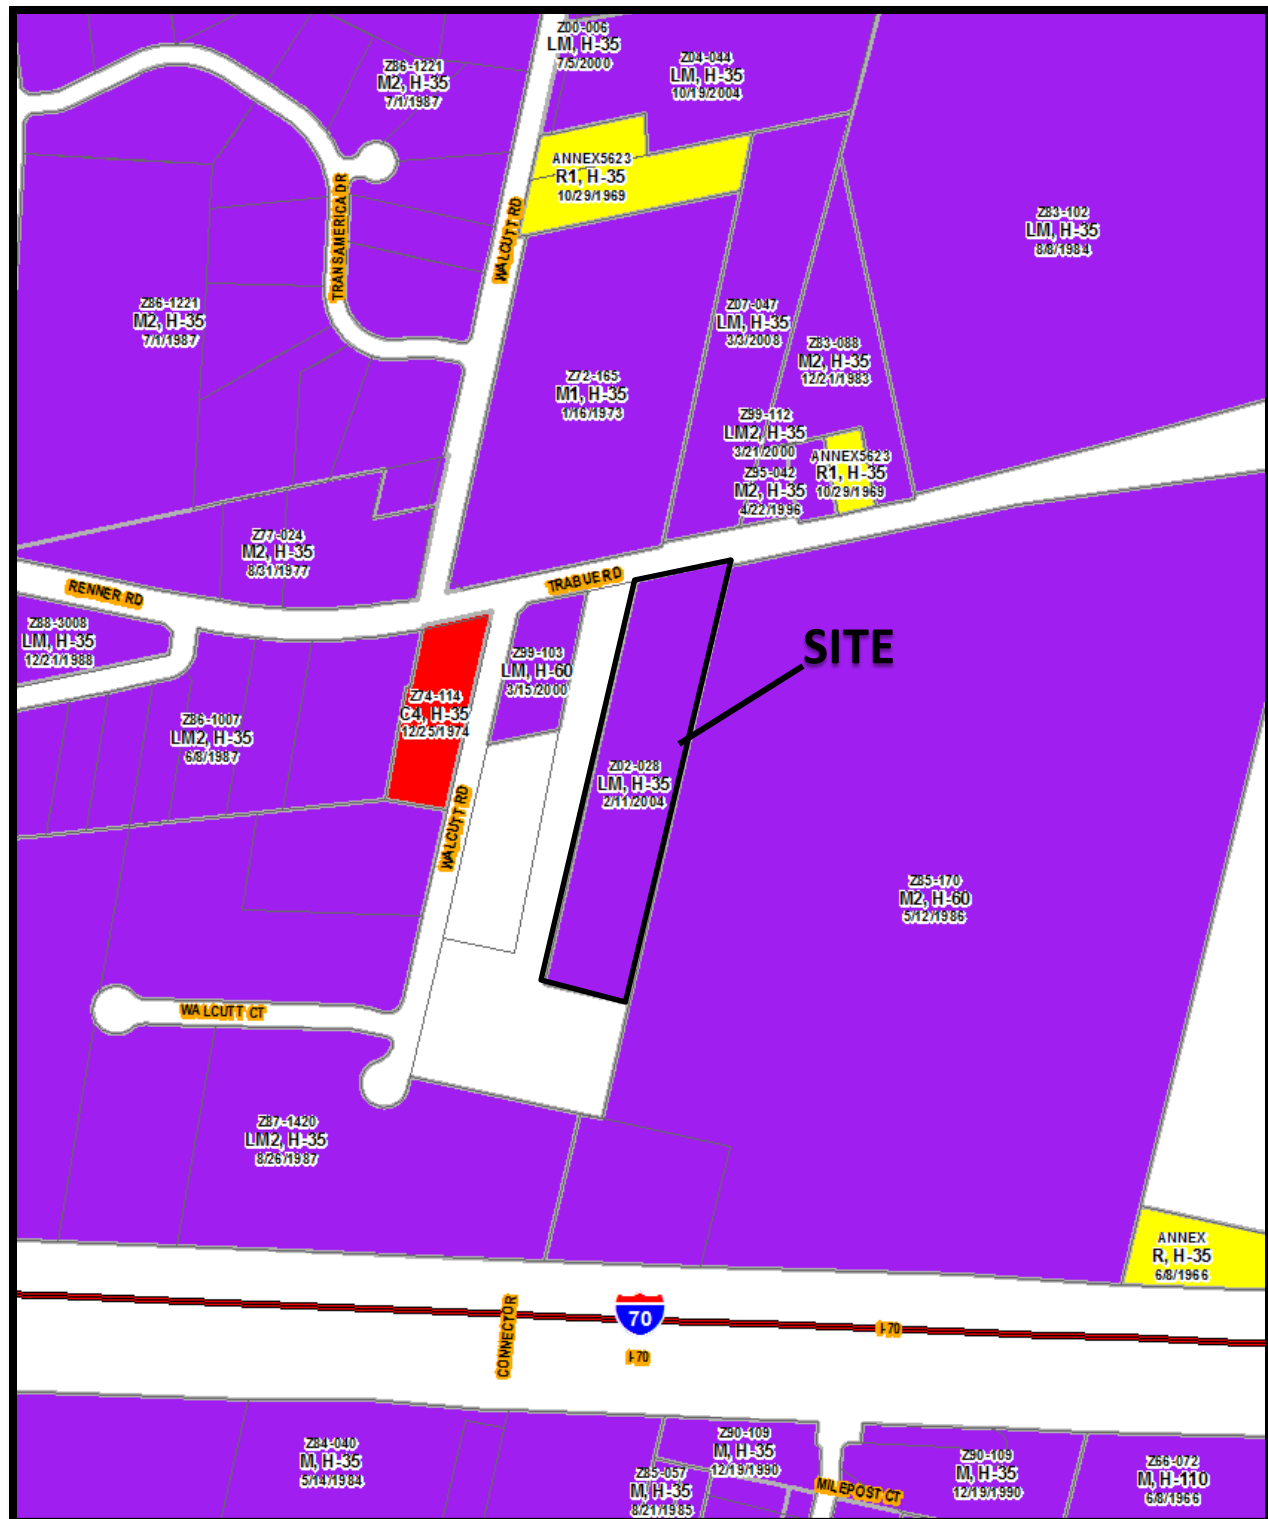 Z00-006
LM, H-35
7/5/2000
Z04-044
LM, H-35
10/19/2004
Z86-1221
M2, H-35
7/1/1987
ANNEX5623
R1, H-35
10/29/1969
TRANSAMERICA DR
WALCUTT RD
Z83-102
LM, H-35
8/8/1984
Z86-1221
M2, H-35
7/1/1987
Z07-047
LM, H-35
3/3/2008
Z83-088
M2, H-35
12/21/1983
Z72-165
M1, H-35
1/16/1973
Z99-112
LM2, H-35
3/21/2000
ANNEX5623
R1, H-35
10/29/1969
Z95-042
M2, H-35
4/22/1996
Z77-024
M2, H-35
8/31/1977
RENNER RD
TRABUE RD
Z88-3008
LM, H-35
12/21/1988
Z99-103
LM, H-60
3/15/2000
SITE
Z74-114
C4, H-35
12/25/1974
Z86-1007
LM2, H-35
6/8/1987
Z02-028
LM, H-35
2/11/2004
WALCUTT RD
Z85-170
M2, H-60
5/12/1986
WALCUTT CT
Z87-1420
LM2, H-35
8/26/1987
ANNEX
R, H-35
6/8/1966
CONNECTOR
70
I-70
I-70
Z84-040
M, H-35
5/14/1984
Z90-109
M, H-35
12/19/1990
Z85-057
M, H-35
8/21/1985
MILEPOST CT
Z90-109
M, H-35
12/19/1990
Z66-072
M, H-110
6/8/1966